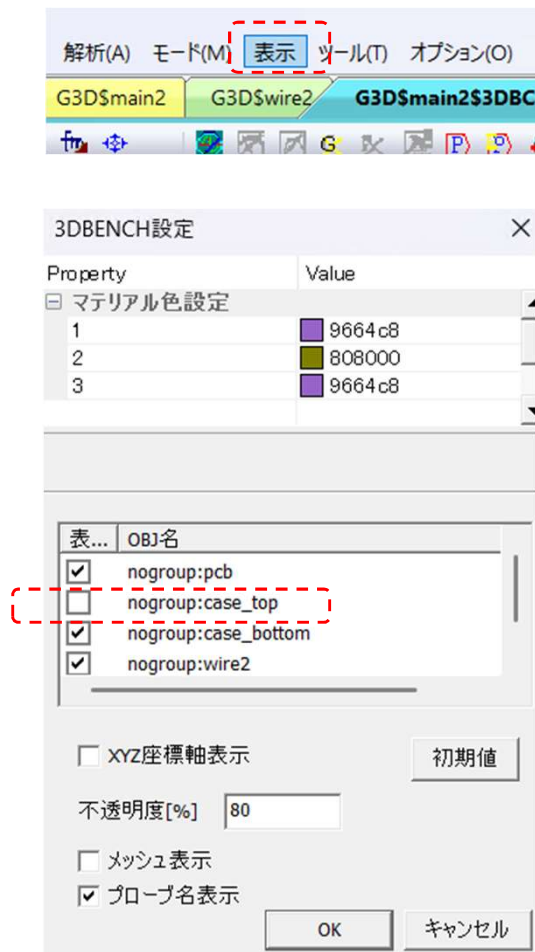 解析(A) モード(M) 表示 ツール(T) オプション(O)
G3D$main2 G3D$wire2 G3D$main2$3DBC
3DBENCH設定
Property Value
マテリアル色設定
1 9664c8
2 808000
3 9664c8
表... OBJ名
nogroup:pcb
nogroup:case_top
nogroup:case_bottom
nogroup:wire2
XYZ座標軸表示 初期値
不透明度[%] 80
メッシュ表示
プローブ名表示
OK キャンセル